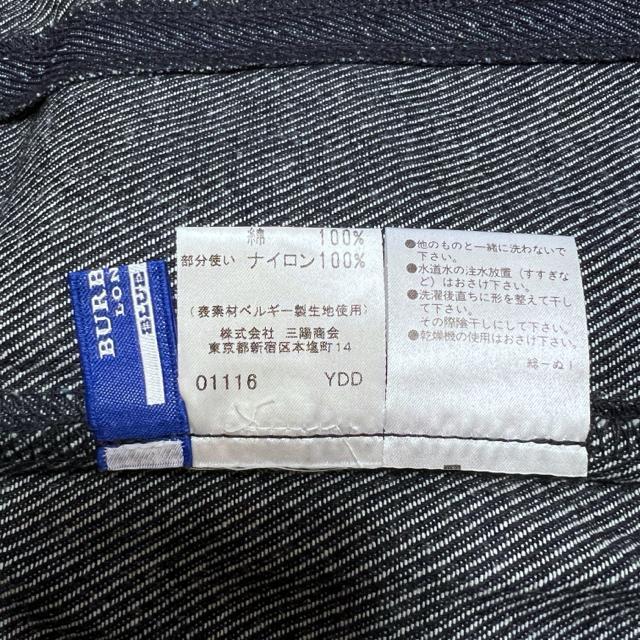 BURB
LON
BLUE
綿 100%
部分使い ナイロン100%
(表素材ベルギー製生地使用)
株式会社 三陽商会
東京都新宿区本塩町14
01116 YDD
●他のものと一緒に洗わないで
下さい。
●水道水の注水放置(すすぎな
ど)はおさけ下さい。
●洗濯後直ちに形を整えて干し
て下さい。
その際陰干しにして下さい。
●乾燥機の使用はおさけ下さい。
綿ーぬ1